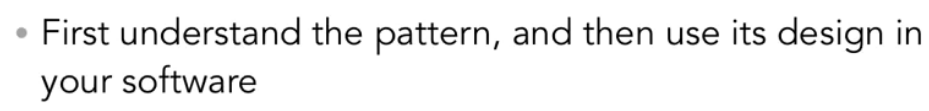 • First understand the pattern, and then use its design in
your software